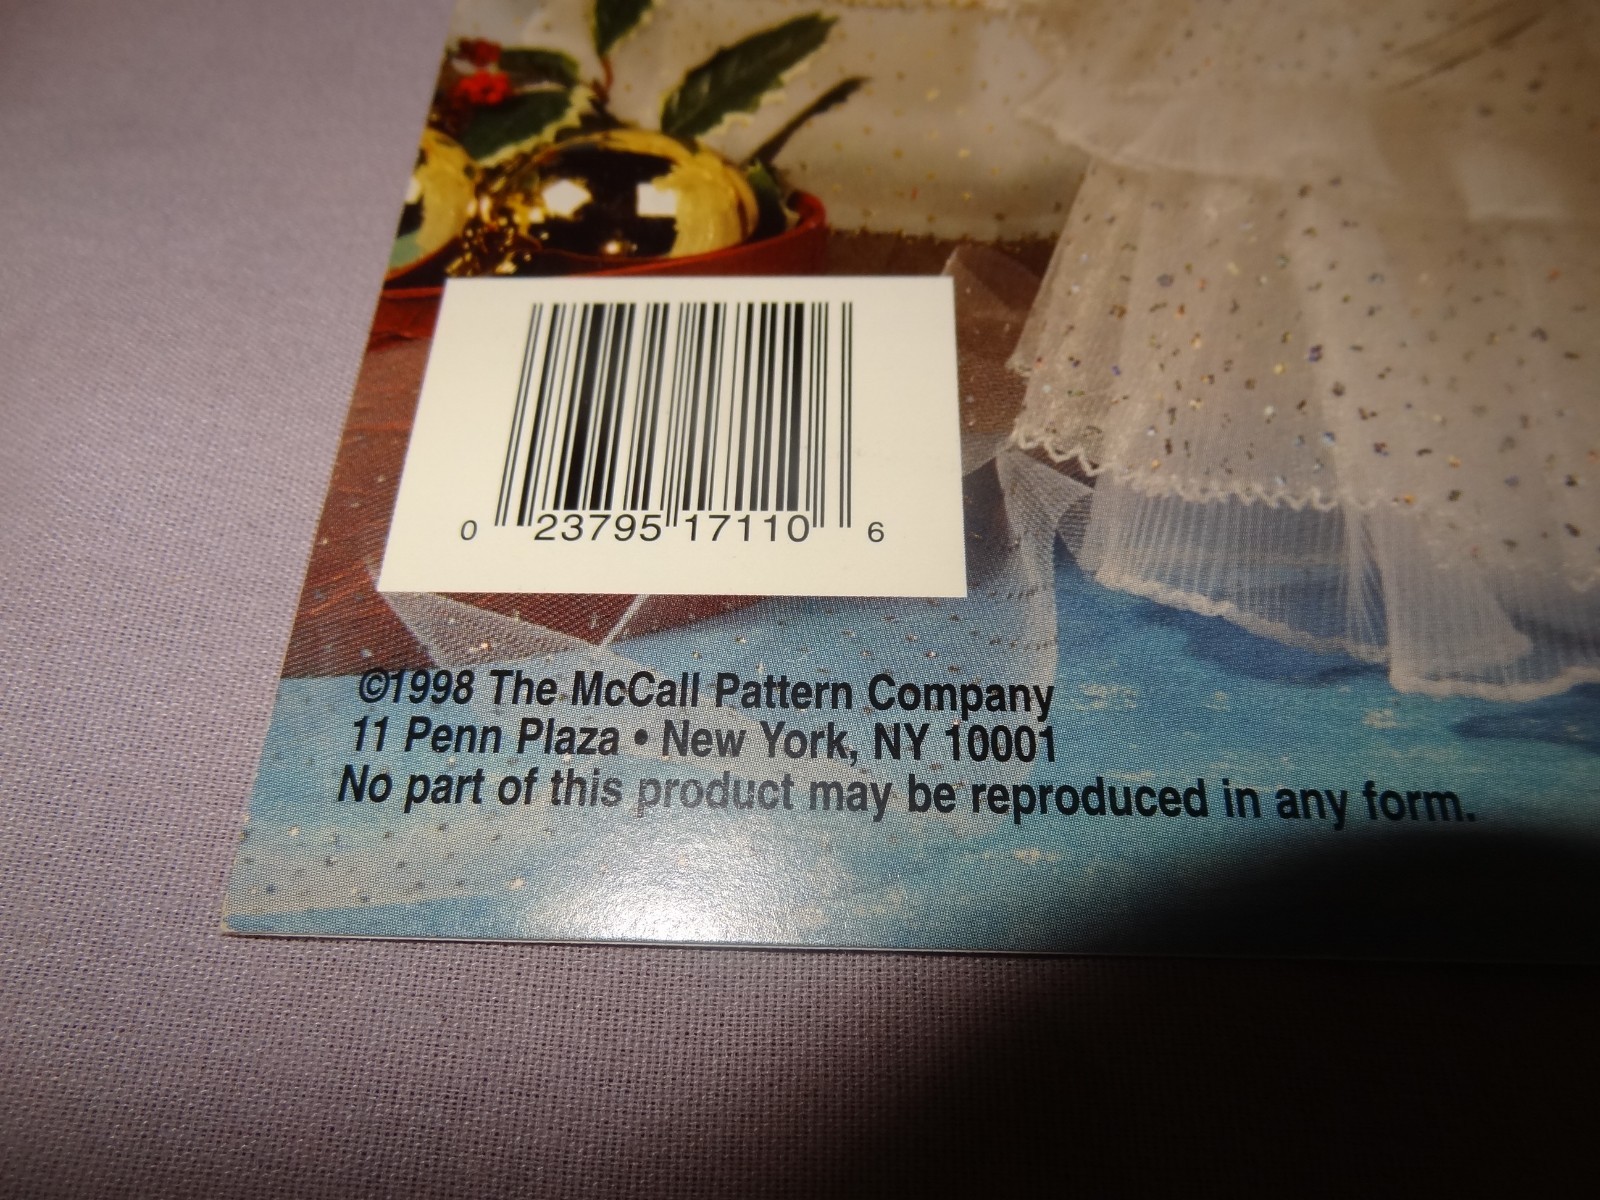 0 23795 17110 6
©1998 The McCall Pattern Company
11 Penn Plaza • New York, NY 10001
No part of this product may be reproduced in any form.